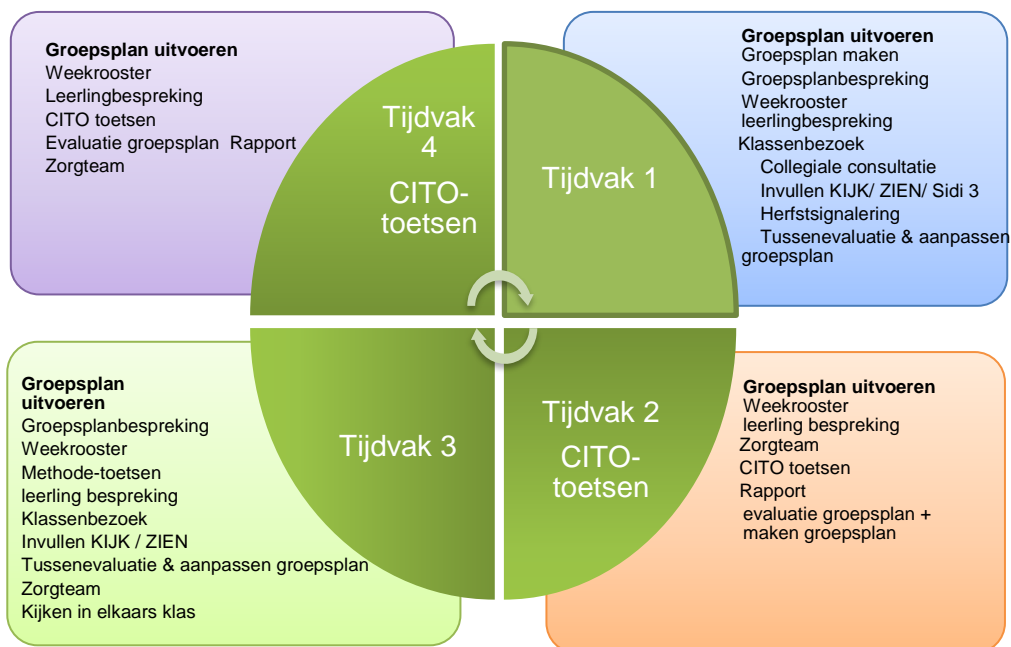 Groepsplan uitvoeren
Weekrooster
Leerlingbespreking
CITO toetsen
Evaluatie groepsplan  Rapport
Zorgteam
Tijdvak
4
CITO-
toetsen
Tijdvak 1
Groepsplan uitvoeren
Groepsplan maken
Groepsplanbespreking
Weekrooster
leerlingbespreking
Klassenbezoek
Collegiale consultatie
Invullen KIJK/ ZIEN/ Sidi 3
Herfstsignalering
Tussenevaluatie & aanpassen
groepsplan
Groepsplan
uitvoeren
Groepsplanbespreking
Weekrooster
Methode-toetsen
leerling bespreking
Klassenbezoek
Invullen KIJK / ZIEN
Tussenevaluatie & aanpassen groepsplan
Zorgteam
Kijken in elkaars klas
Tijdvak 3
Tijdvak 2
CITO-
toetsen
Groepsplan uitvoeren
Weekrooster
leerling bespreking
Zorgteam
CITO toetsen
Rapport
evaluatie groepsplan +
maken groepsplan